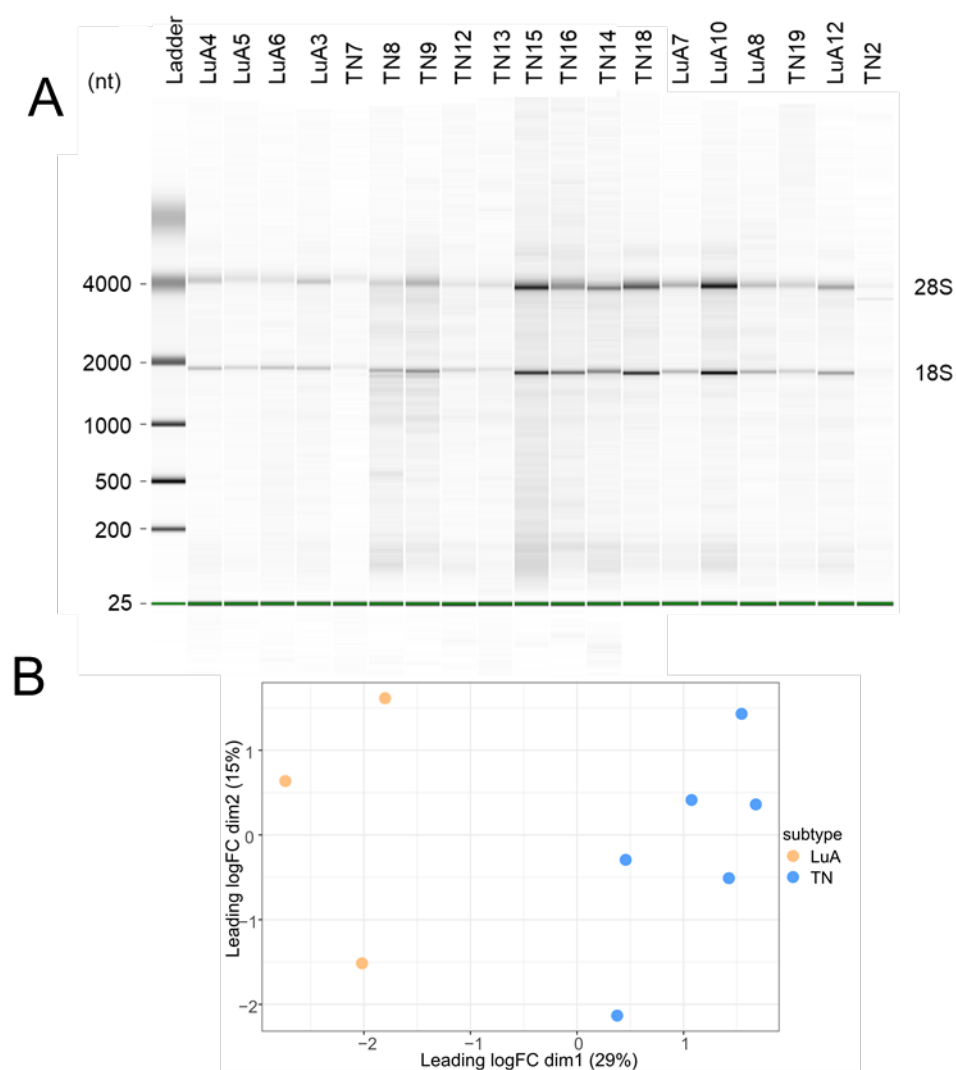 A
(nt)
Ladder
LuA4
LuA5
LuA6
LuA3
TN7
TN8
TN9
TN12
TN13
TN15
TN16
TN14
TN18
LuA7
LuA10
LuA8
TN19
LuA12
TN2
4000
28S
2000
18S
1000
500
200
25
B
Leading logFC dim2 (15%)
1
0
−1
−2
subtype
LuA
TN
−2
−1
0
1
Leading logFC dim1 (29%)